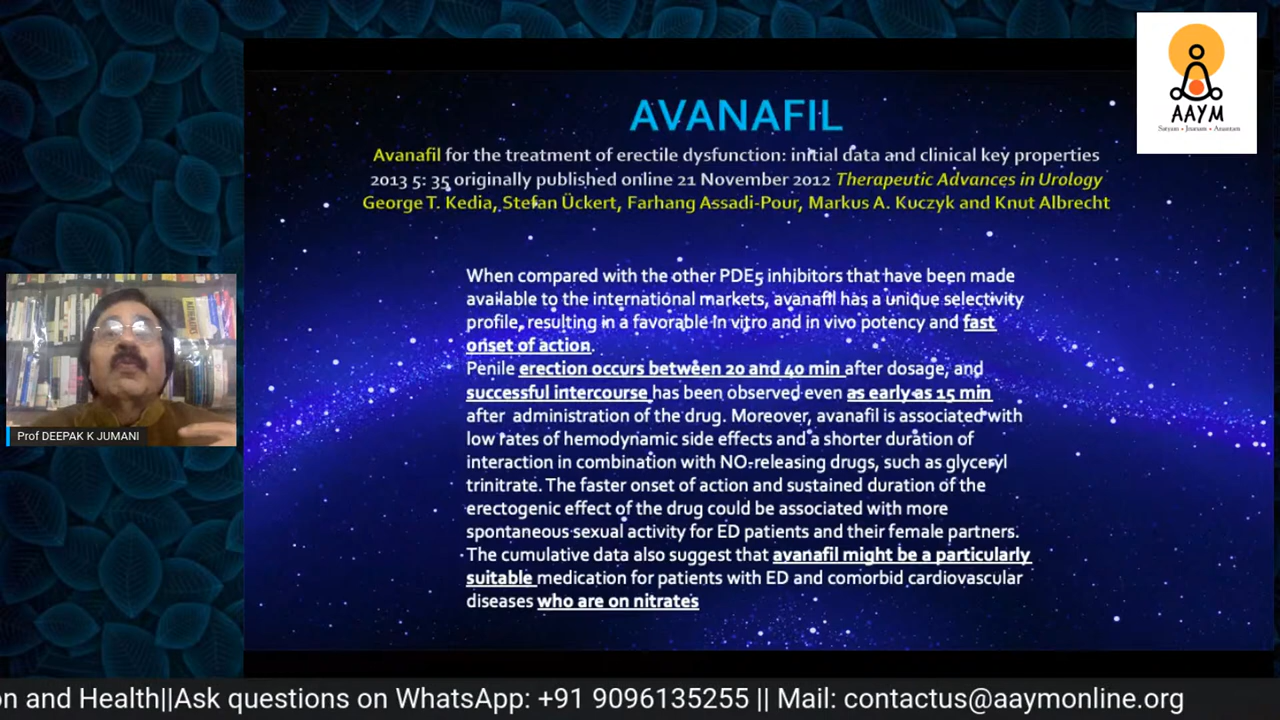 AAYM
Satyam • Jnanam • Anantam
AVANAFIL
Avanafil for the treatment of erectile dysfunction: initial data and clinical key properties
2013 5: 35 originally published online 21 November 2012 Therapeutic Advances in Urology
George T. Kedia, Stefan Ückert, Farhang Assadi-Pour, Markus A. Kuczyk and Knut Albrecht
When compared with the other PDE5 inhibitors that have been made
available to the international markets, avanafil has a unique selectivity
profile, resulting in a favorable in vitro and in vivo potency and fast
onset of action.
Penile erection occurs between 20 and 40 min after dosage, and
successful intercourse has been observed even as early as 15 min
after administration of the drug. Moreover, avanafil is associated with
low rates of hemodynamic side effects and a shorter duration of
interaction in combination with NO-releasing drugs, such as glyceryl
trinitrate. The faster onset of action and sustained duration of the
erectogenic effect of the drug could be associated with more
spontaneous sexual activity for ED patients and their female partners.
The cumulative data also suggest that avanafil might be a particularly
suitable medication for patients with ED and comorbid cardiovascular
diseases who are on nitrates
Prof DEEPAK K JUMANI
on and Health||Ask questions on WhatsApp: +91 9096135255 || Mail: contactus@aaymonline.org